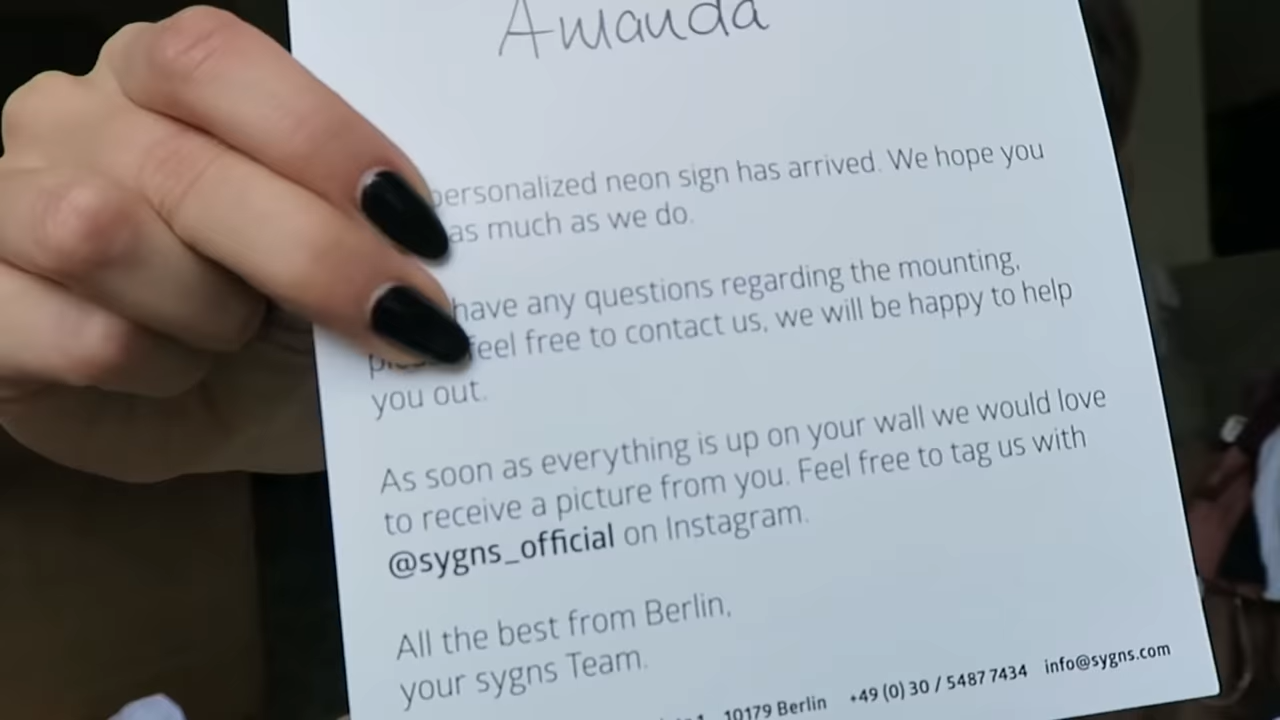 Amanda
personalized neon sign has arrived. We hope you
as much as we do.
have any questions regarding the mounting,
feel free to contact us, we will be happy to help
you out.
As soon as everything is up on your wall we would love
to receive a picture from you. Feel free to tag us with
@sygns_official on Instagram.
All the best from Berlin,
your sygns Team.
10179 Berlin +49 (0) 30 / 5487 7434 info@sygns.com